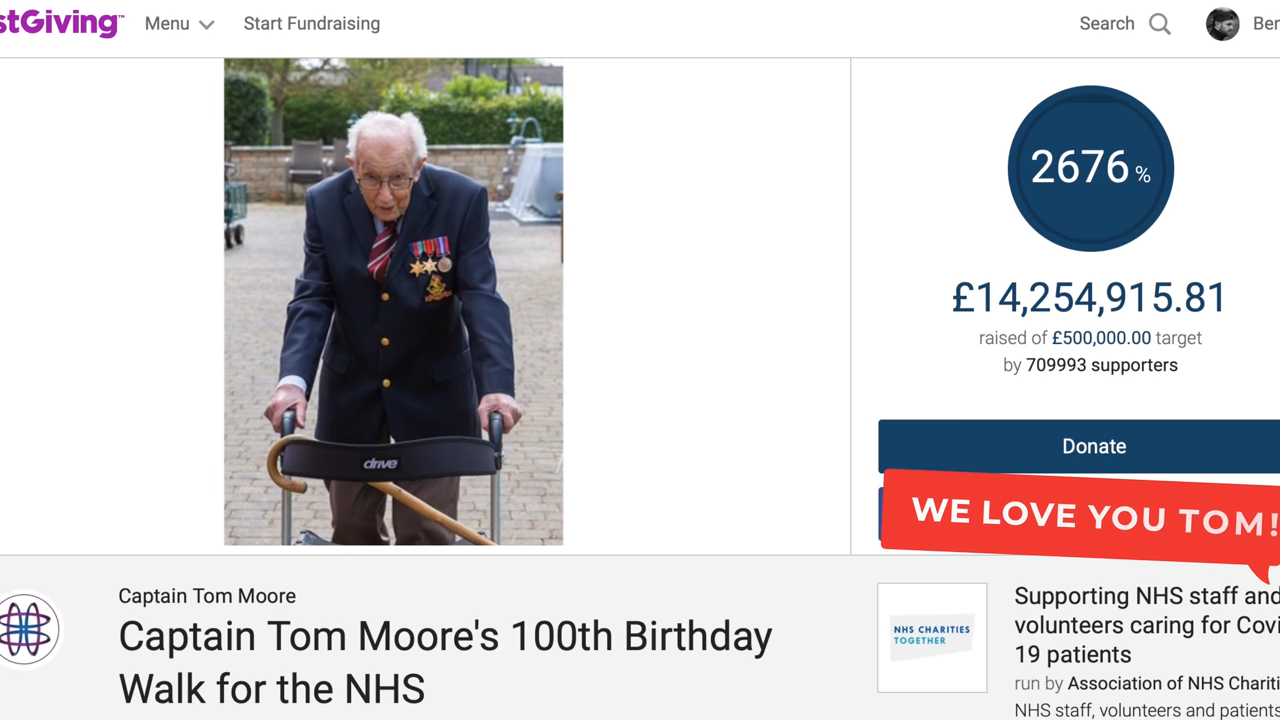 stGiving™ Menu Start Fundraising Search Ber
2676 %
£14,254,915.81
raised of £500,000.00 target
by 709993 supporters
Donate
WE LOVE YOU TOM!
drive
Captain Tom Moore
Captain Tom Moore's 100th Birthday
Walk for the NHS
NHS CHARITIES
TOGETHER
Supporting NHS staff and
volunteers caring for Covi
19 patients
run by Association of NHS Chariti
NHS staff, volunteers and patients